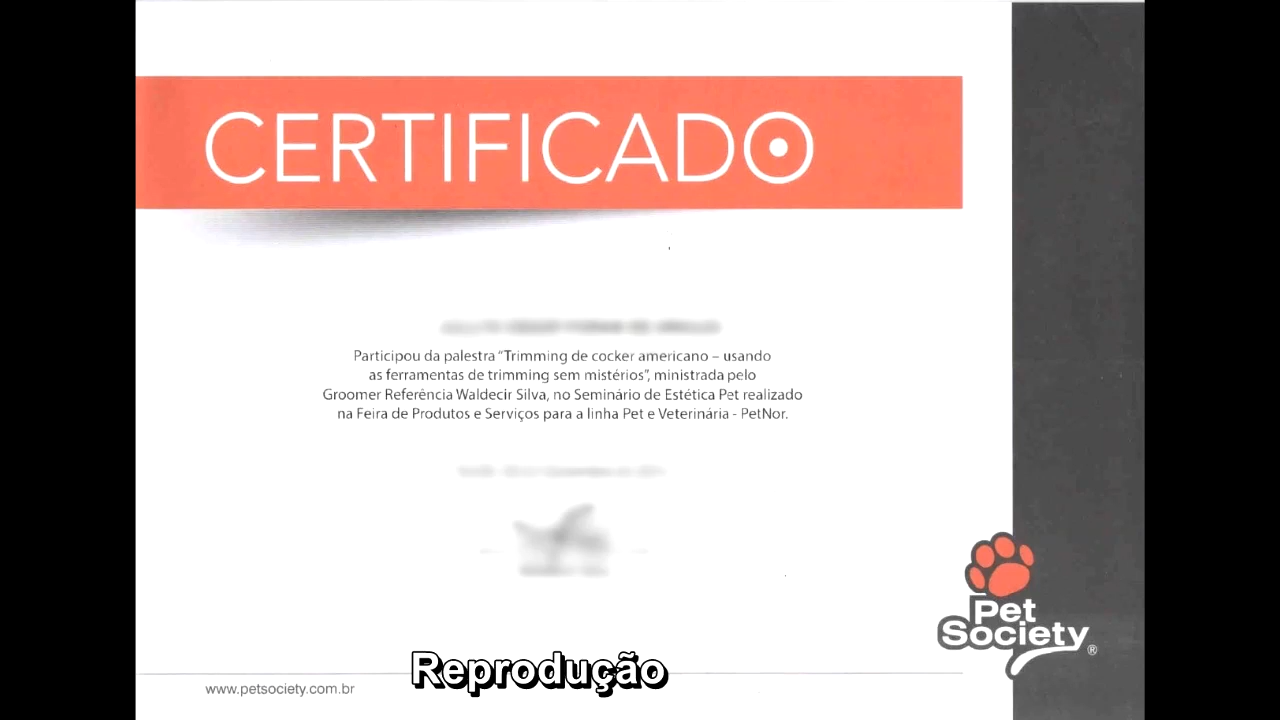 CERTIFICADO
Participou da palestra “Trimming de cocker americano – usando
as ferramentas de trimming sem mistérios”, ministrada pelo
Groomer Referência Waldecir Silva, no Seminário de Estética Pet realizado
na Feira de Produtos e Serviços para a linha Pet e Veterinária - PetNor.
Pet
Society®
Reprodução
www.petsociety.com.br